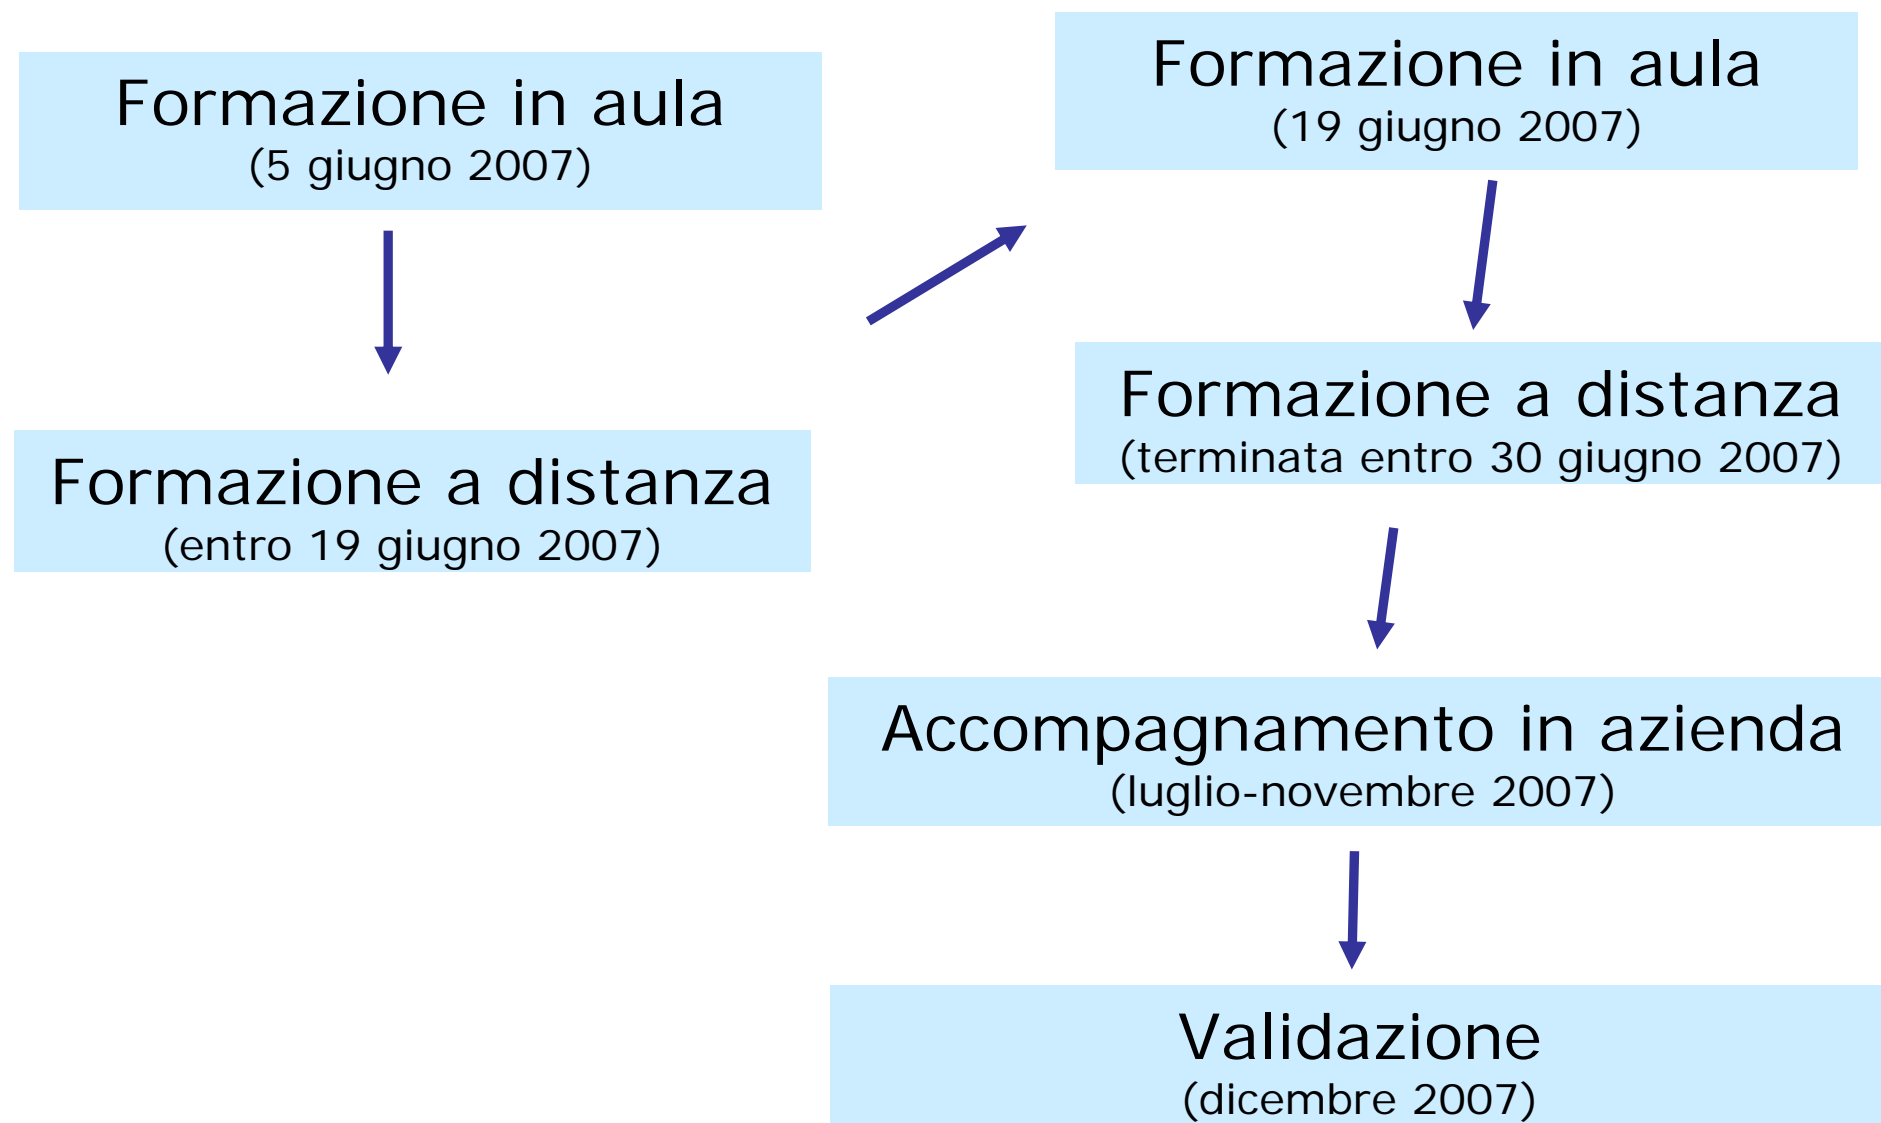 Formazione in aula
(5 giugno 2007)
Formazione a distanza
(entro 19 giugno 2007)
Formazione in aula
(19 giugno 2007)
Formazione a distanza
(terminata entro 30 giugno 2007)
Accompagnamento in azienda
(luglio-novembre 2007)
Validazione
(dicembre 2007)